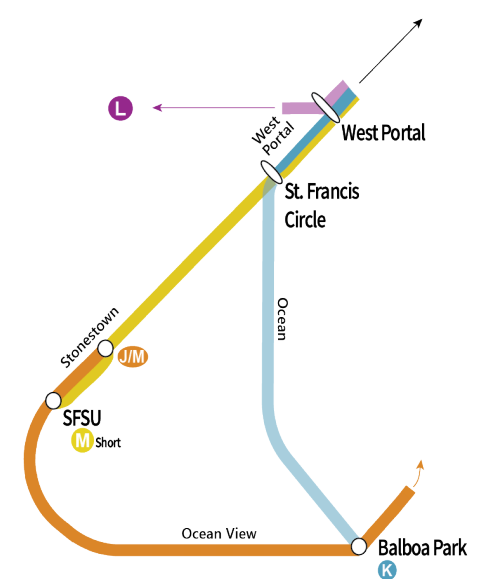 L
West
Portal
West Portal
St. Francis
Circle
Ocean
Stonestown
J/M
SFSU
M Short
Ocean View
Balboa Park
K